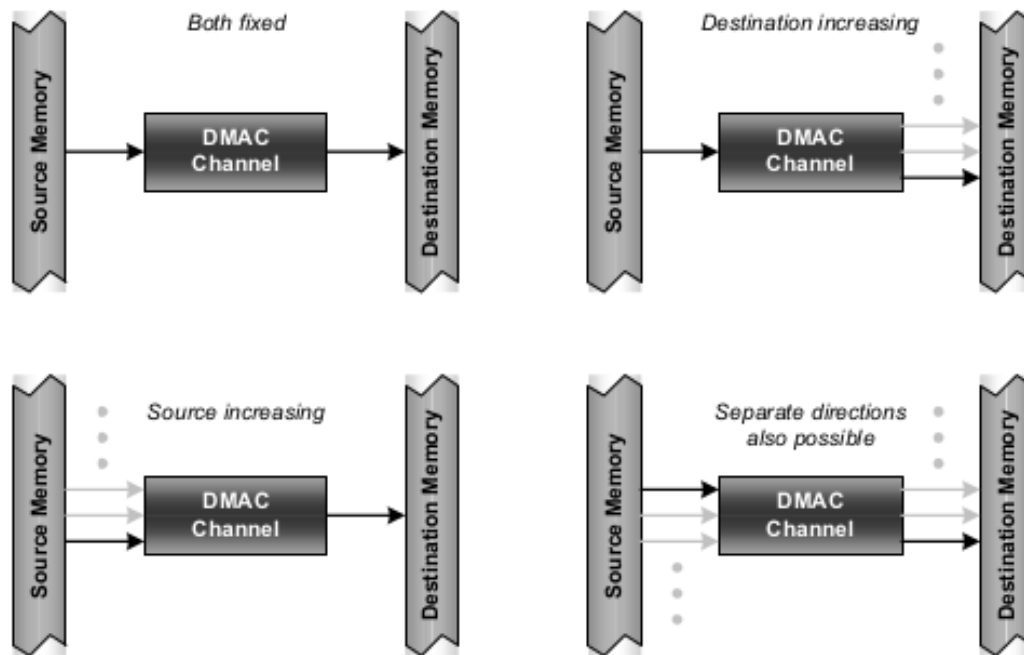 Both fixed
Source Memory
DMAC
Channel
Destination Memory
Destination increasing
Source Memory
DMAC
Channel
Destination Memory
Source increasing
Source Memory
DMAC
Channel
Destination Memory
Separate directions
also possible
Source Memory
DMAC
Channel
Destination Memory